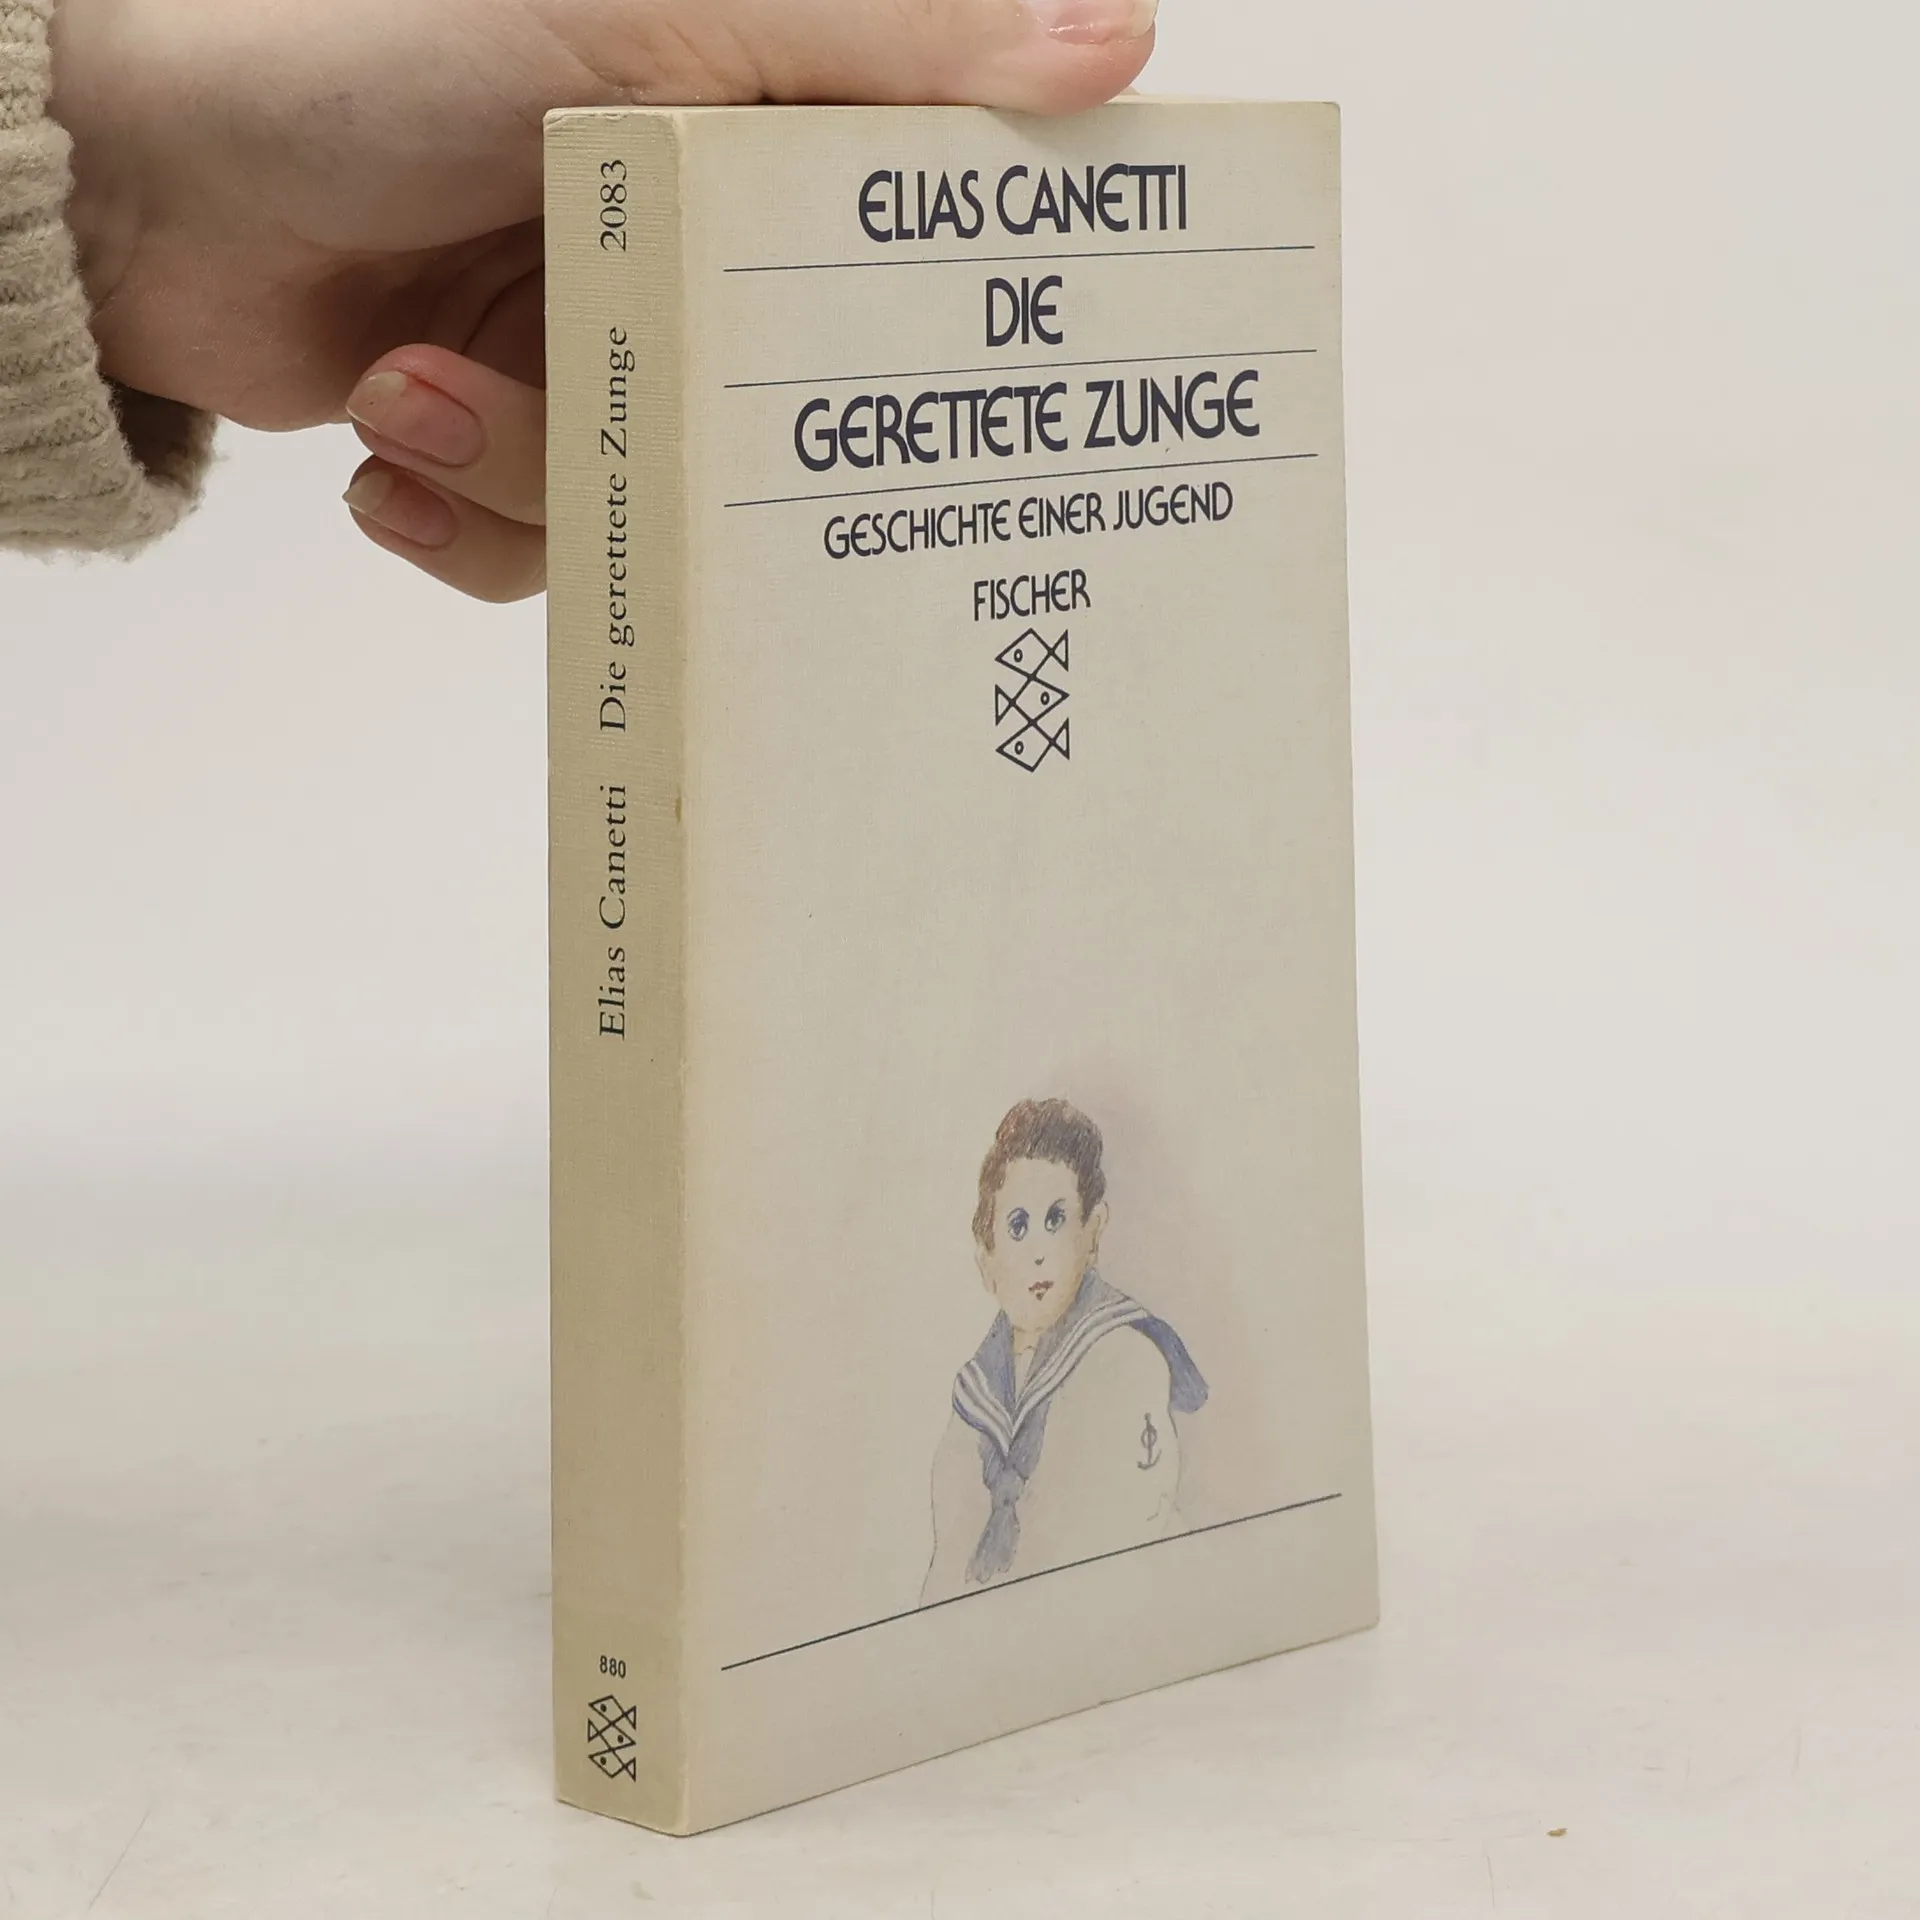 ELIAS CANETTI
DIE
GERETTETE ZUNGE
GESCHICHTE EINER JUGEND
FISCHER
Elias Canetti Die gerettete Zunge 2083
880